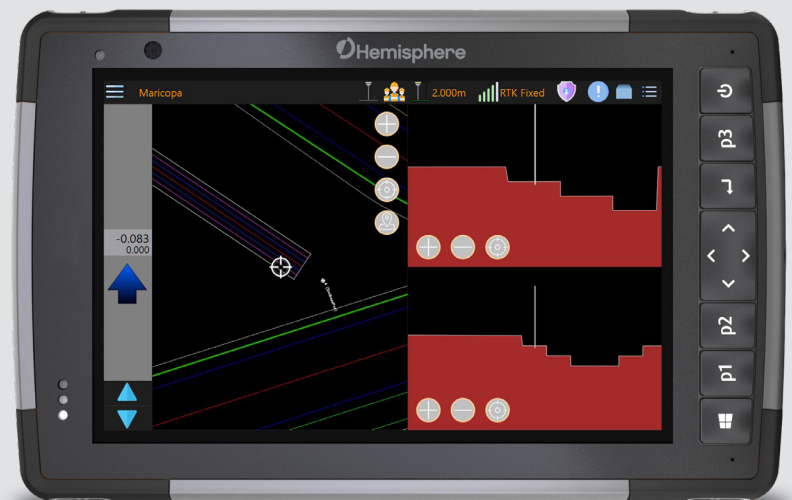 Hemisphere
Maricopa
2.000m
RTK Fixed
-0.083
0.000
p3
p2
p1